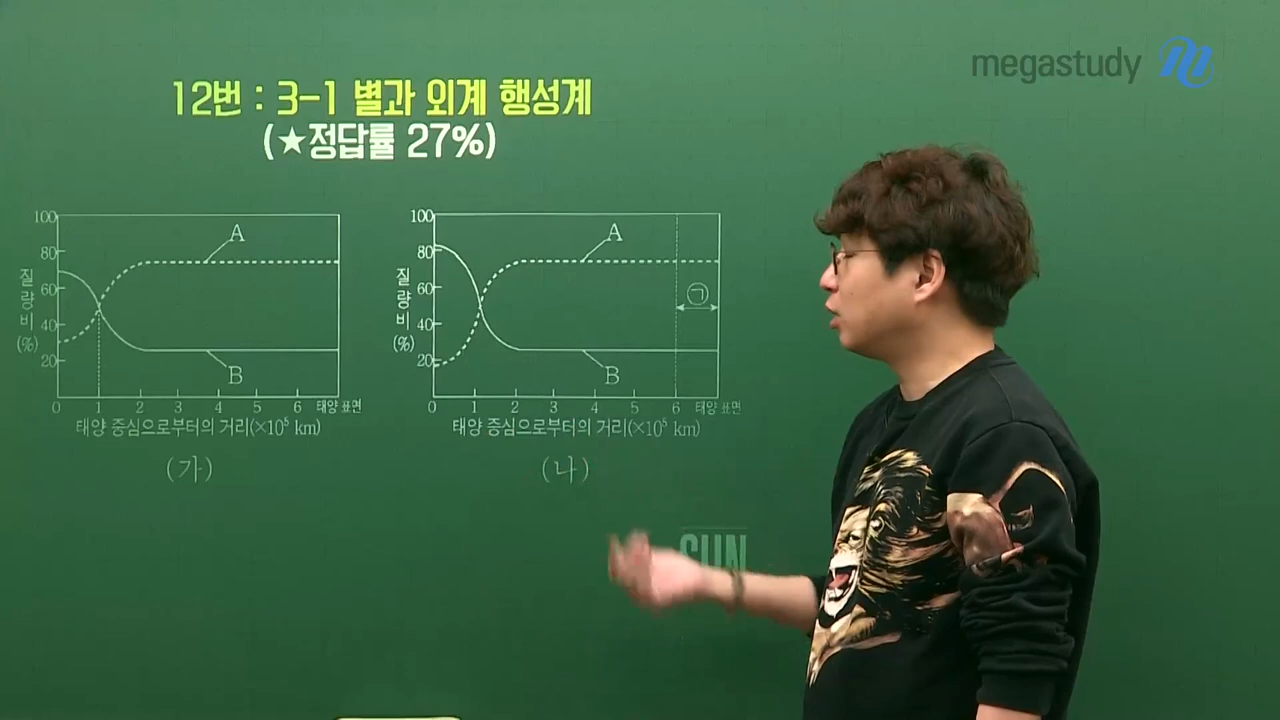 megastudy
12번 : 3-1 별과 외계 행성계
(★정답률 27%)
100
80
60
40
20
질량비(%)
A
B
0 1 2 3 4 5 6 태양 표면
태양 중심으로부터의 거리(×10⁵ km)
(가)
100
80
60
40
20
질량비(%)
A
㉠
B
0 1 2 3 4 5 6 태양 표면
태양 중심으로부터의 거리(×10⁵ km)
(나)
SUN